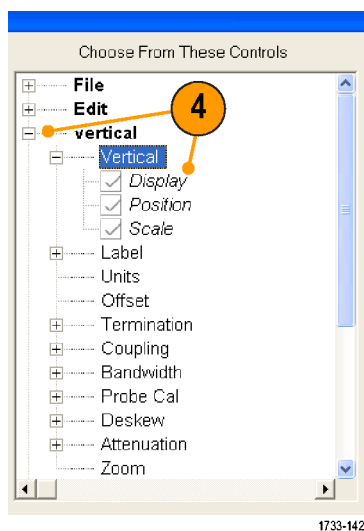 Choose From These Controls
File
Edit
4
vertical
Vertical
Display
Position
Scale
Label
Units
Offset
Termination
Coupling
Bandwidth
Probe Cal
Deskew
Attenuation
Zoom
1733-142